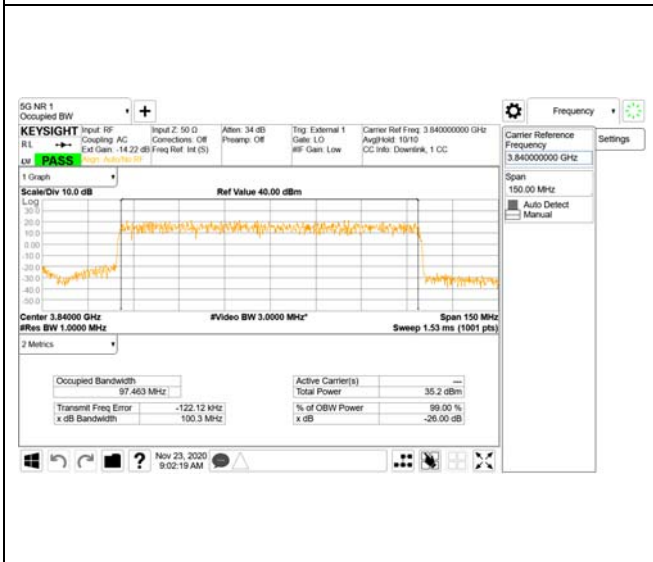 5G NR 1
Occupied BW
+
Frequency
KEYSIGHT
RL
PASS
Input: RF
Coupling: AC
Ext Gain: -14.22 dB
Align: Auto/No RF
Input Z: 50 Ω
Corrections: Off
Freq Ref: Int (S)
Atten: 34 dB
Preamp: Off
Trig: External 1
Gate: LO
#IF Gain: Low
Carrier Ref Freq: 3.840000000 GHz
Avg|Hold: 10/10
CC Info: Downlink, 1 CC
Carrier Reference
Frequency
3.840000000 GHz
Settings
Span
150.00 MHz
Auto Detect
Manual
1 Graph
Scale/Div 10.0 dB
Ref Value 40.00 dBm
Log
30.0
20.0
10.0
0.00
-10.0
-20.0
-30.0
-40.0
-50.0
Center 3.84000 GHz
#Video BW 3.0000 MHz*
Span 150 MHz
#Res BW 1.0000 MHz
Sweep 1.53 ms (1001 pts)
2 Metrics
Occupied Bandwidth
97.463 MHz
Active Carrier(s) ---
Total Power 35.2 dBm
Transmit Freq Error -122.12 kHz
x dB Bandwidth 100.3 MHz
% of OBW Power 99.00 %
x dB -26.00 dB
?
Nov 23, 2020
9:02:19 AM